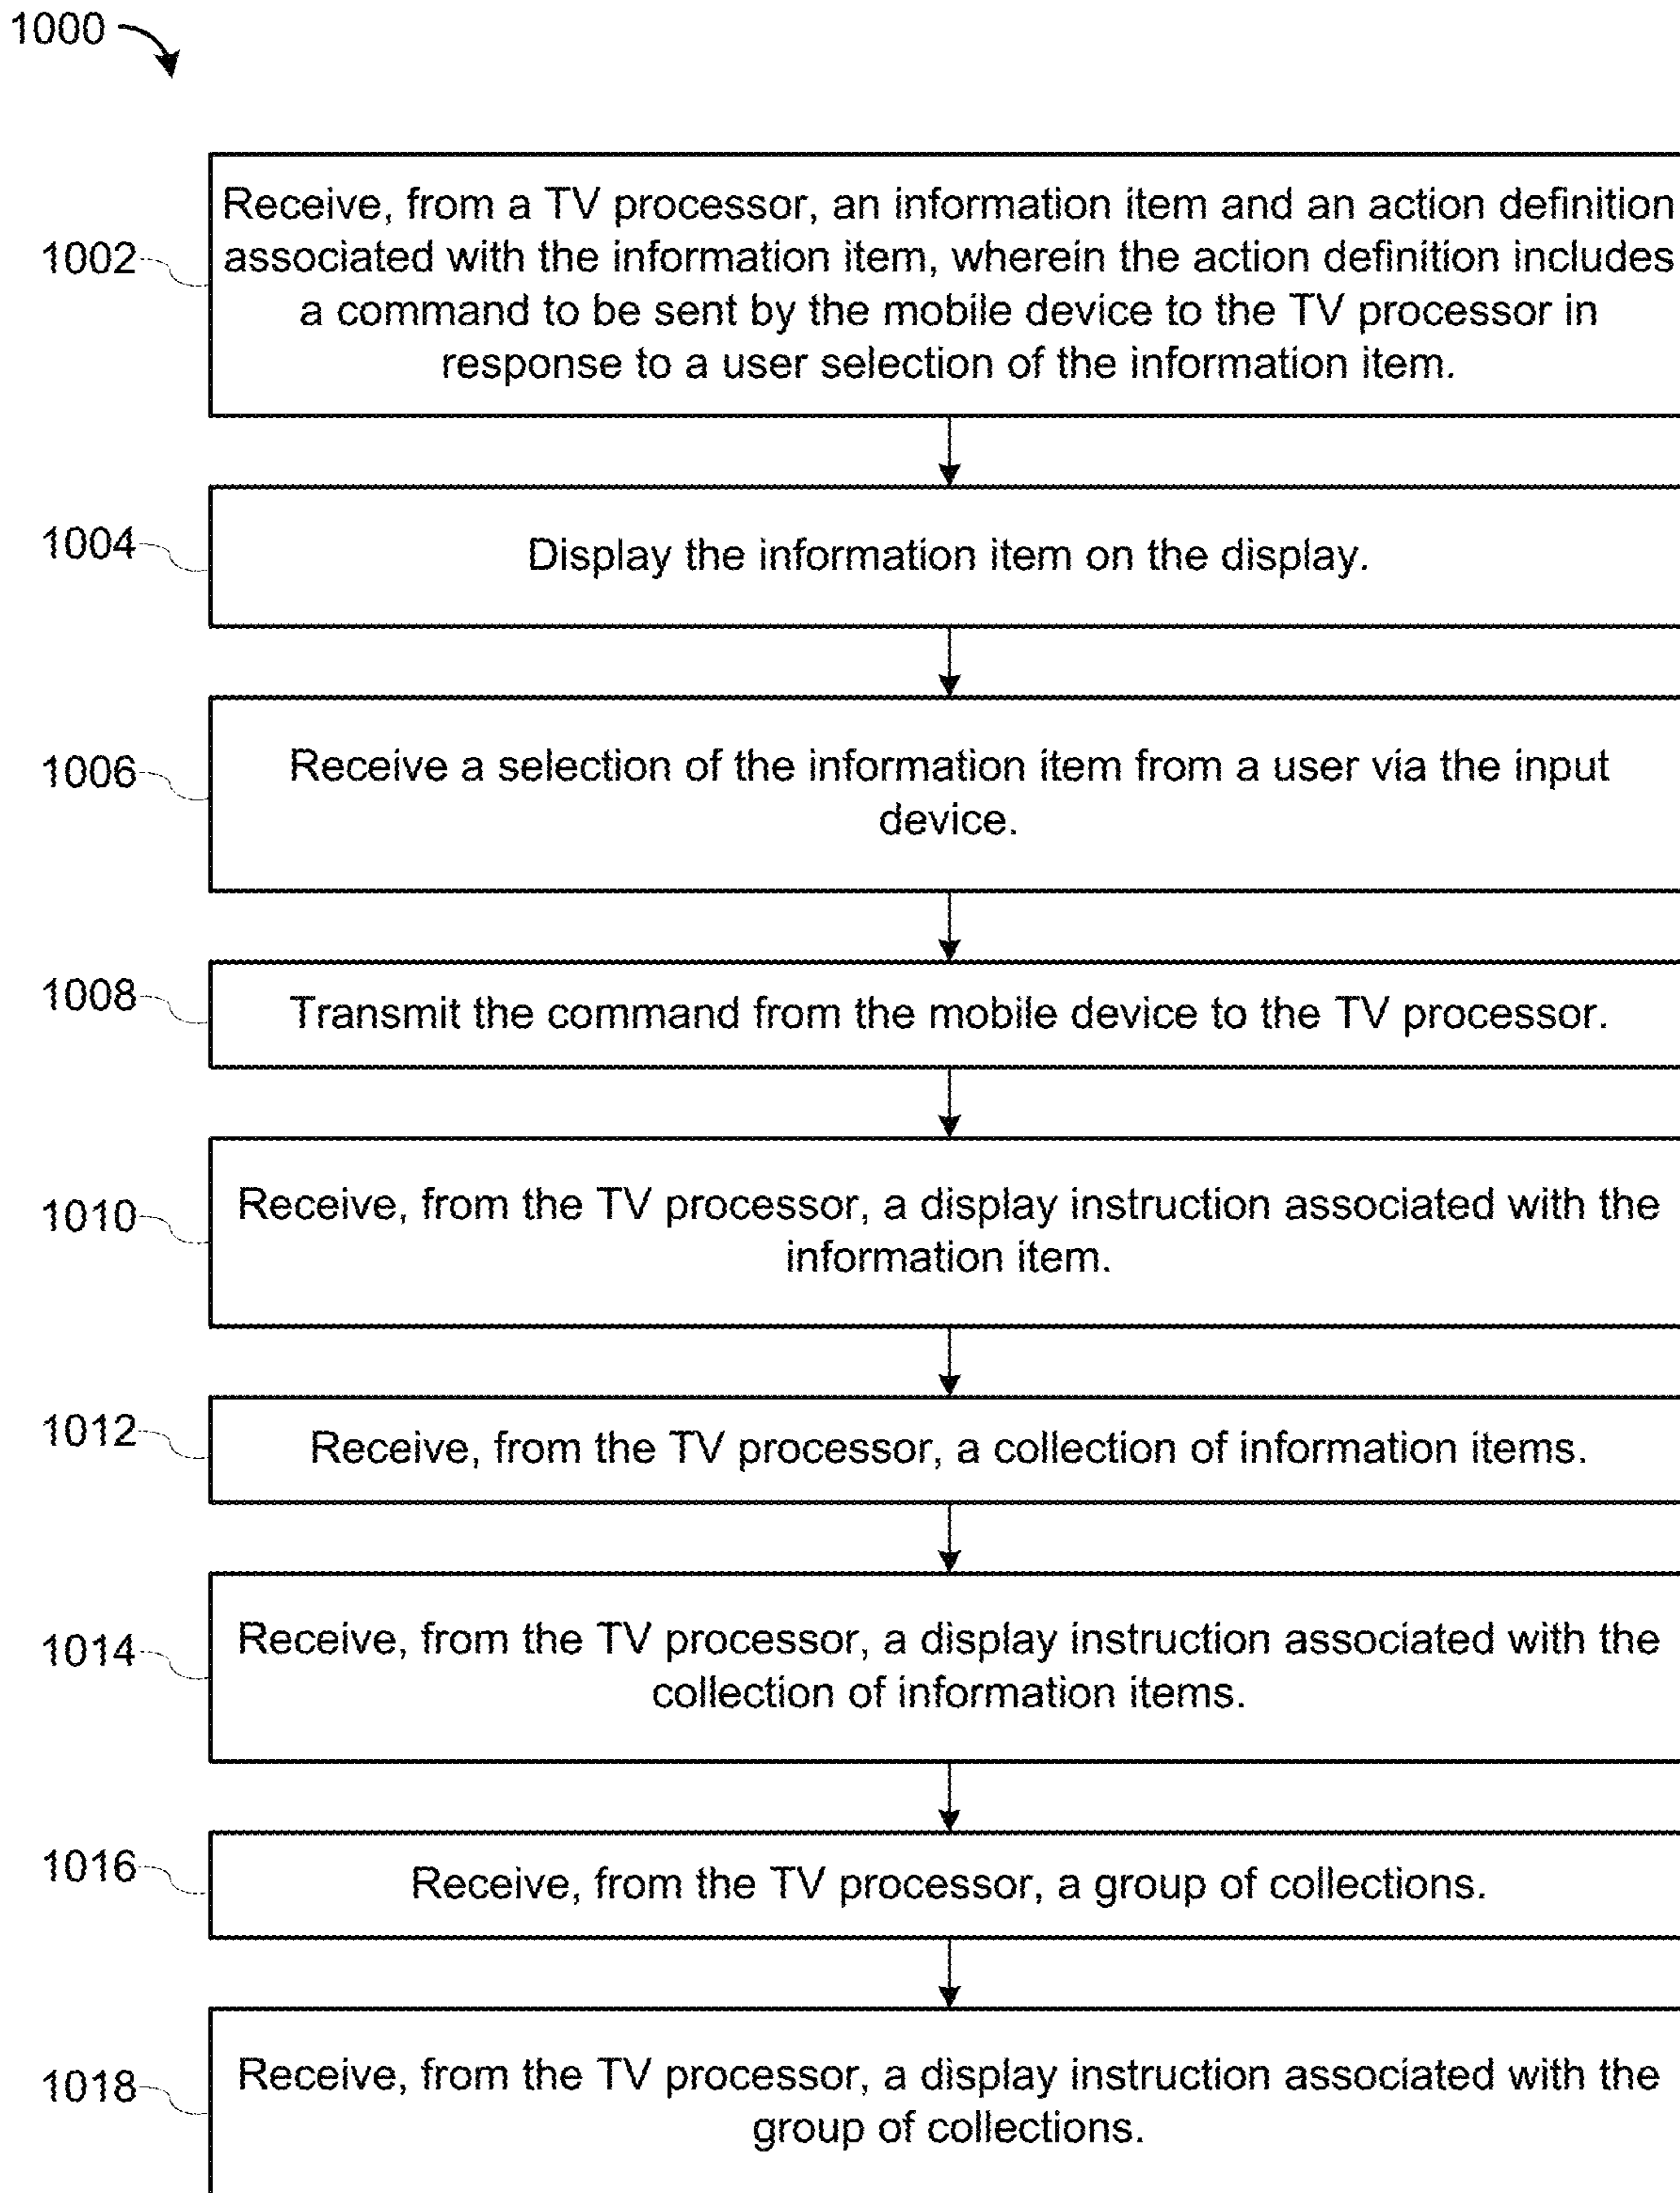 1000
1002
Receive, from a TV processor, an information item and an action definition
associated with the information item, wherein the action definition includes
a command to be sent by the mobile device to the TV processor in
response to a user selection of the information item.
1004
Display the information item on the display.
1006
Receive a selection of the information item from a user via the input
device.
1008
Transmit the command from the mobile device to the TV processor.
1010
Receive, from the TV processor, a display instruction associated with the
information item.
1012
Receive, from the TV processor, a collection of information items.
1014
Receive, from the TV processor, a display instruction associated with the
collection of information items.
1016
Receive, from the TV processor, a group of collections.
1018
Receive, from the TV processor, a display instruction associated with the
group of collections.